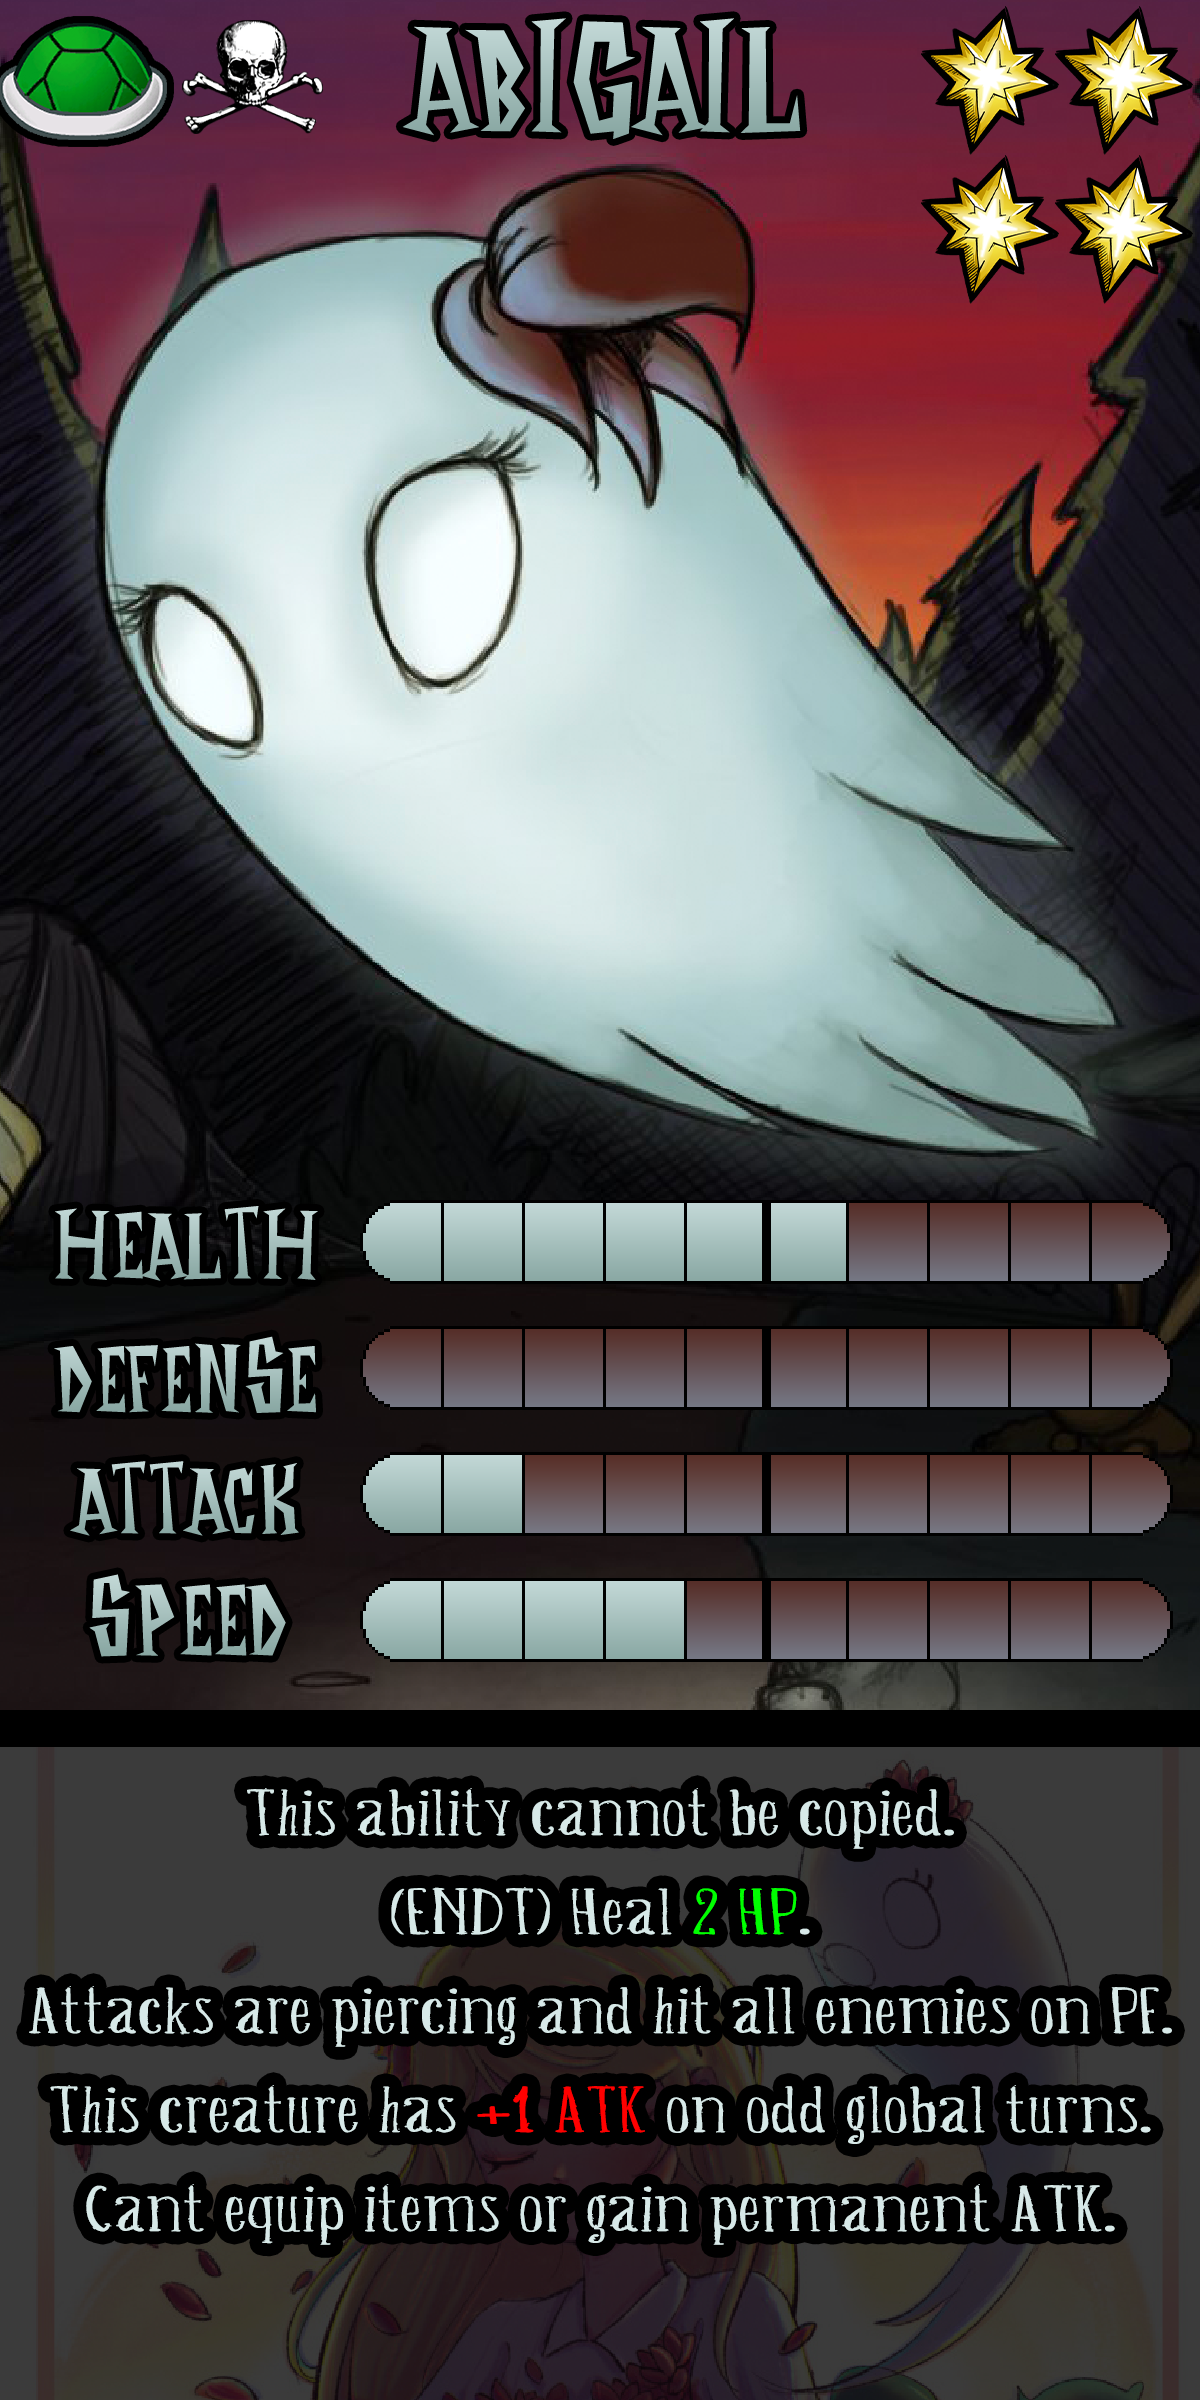 ABIGAIL
HEALTH
DEFENSE
ATTACK
SPEED
This ability cannot be copied.
(ENDT) Heal 2 HP.
Attacks are piercing and hit all enemies on PF.
This creature has +1 ATK on odd global turns.
Cant equip items or gain permanent ATK.